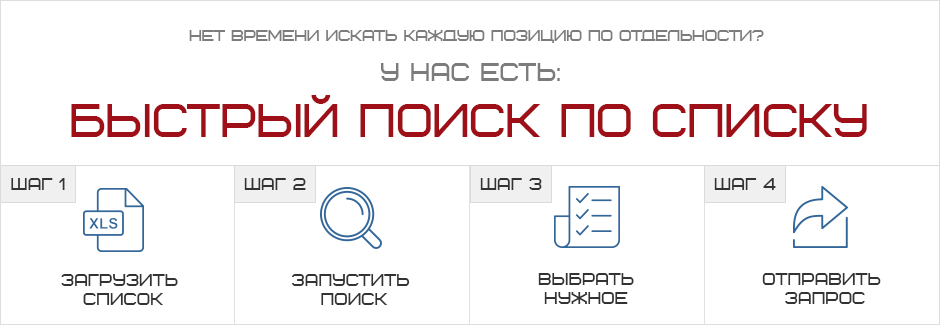 НЕТ ВРЕМЕНИ ИСКАТЬ КАЖДУЮ ПОЗИЦИЮ ПО ОТДЕЛЬНОСТИ?
У НАС ЕСТЬ:
БЫСТРЫЙ ПОИСК ПО СПИСКУ
ШАГ 1
XLS
ЗАГРУЗИТЬ
СПИСОК
ШАГ 2
ЗАПУСТИТЬ
ПОИСК
ШАГ 3
ВЫБРАТЬ
НУЖНОЕ
ШАГ 4
ОТПРАВИТЬ
ЗАПРОС